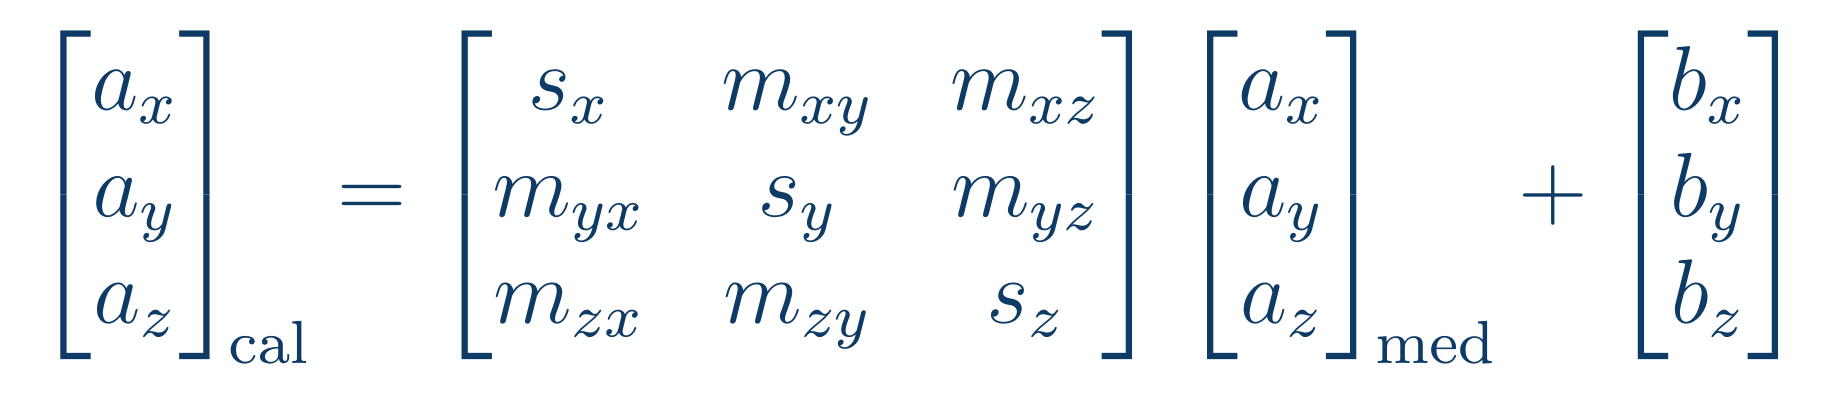 [a_x a_y a_z]_cal = [s_x m_xy m_xz; m_yx s_y m_yz; m_zx m_zy s_z] [a_x a_y a_z]_med + [b_x b_y b_z]